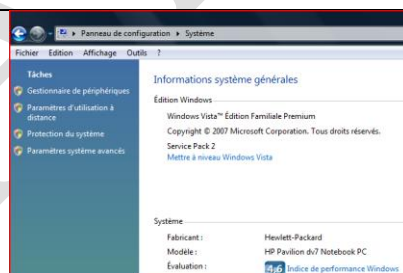 Panneau de configuration ▸ Système
Fichier Edition Affichage Outils ?
Tâches
Gestionnaire de périphériques
Paramètres d'utilisation à
distance
Protection du système
Paramètres système avancés
Informations système générales
Édition Windows
Windows Vista™ Édition Familiale Premium
Copyright © 2007 Microsoft Corporation. Tous droits réservés.
Service Pack 2
Mettre à niveau Windows Vista
Système
Fabricant : Hewlett-Packard
Modèle : HP Pavilion dv7 Notebook PC
Évaluation : 4,6 Indice de performance Windows